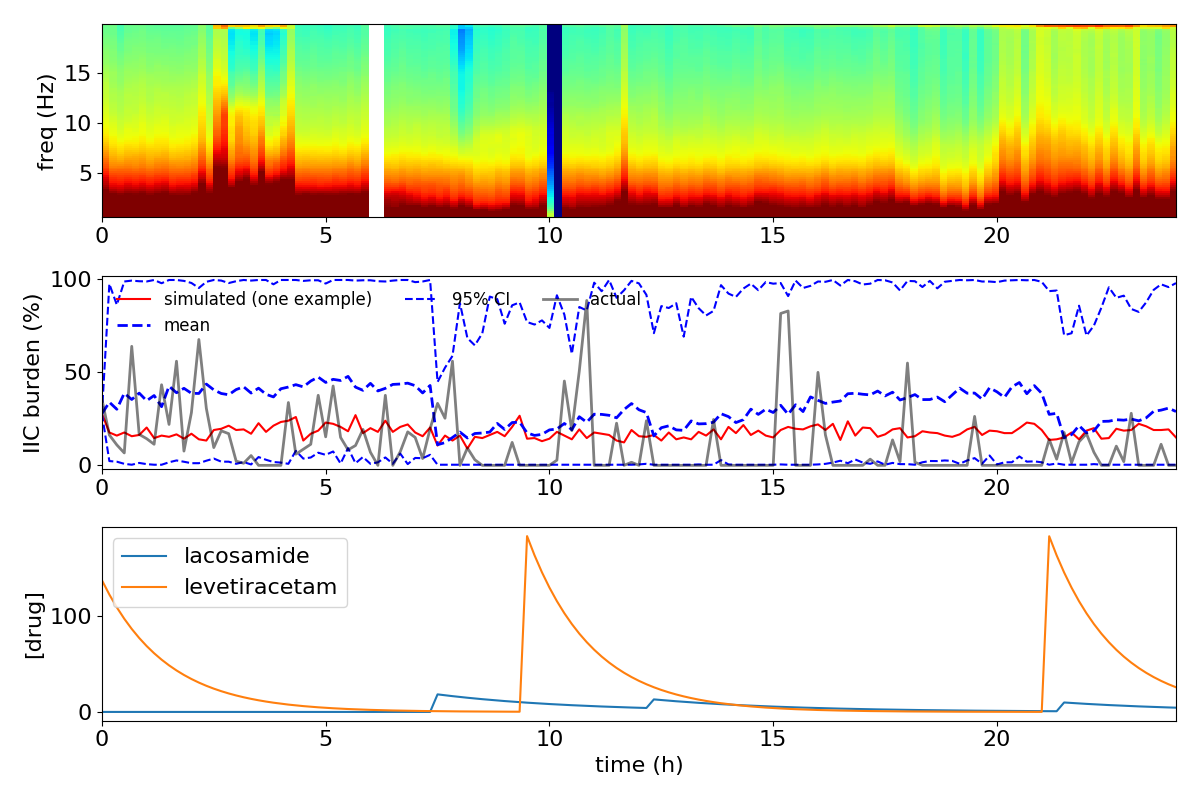 freq (Hz)
15
10
5
0 5 10 15 20
IIC burden (%)
100
50
0
simulated (one example) 95% CI actual
mean
0 5 10 15 20
[drug]
lacosamide
levetiracetam
100
0
0 5 10 15 20
time (h)